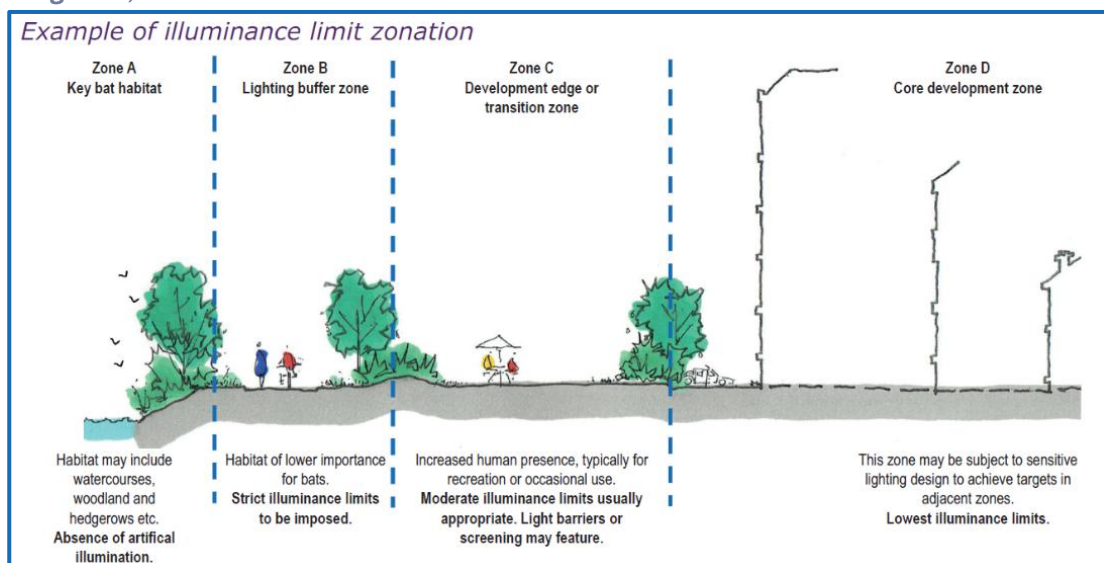 Example of illuminance limit zonation
Zone A
Key bat habitat
Zone B
Lighting buffer zone
Zone C
Development edge or
transition zone
Zone D
Core development zone
Habitat may include
watercourses,
woodland and
hedgerows etc.
Absence of artifical
illumination.
Habitat of lower importance
for bats.
Strict illuminance limits
to be imposed.
Increased human presence, typically for
recreation or occasional use.
Moderate illuminance limits usually
appropriate. Light barriers or
screening may feature.
This zone may be subject to sensitive
lighting design to achieve targets in
adjacent zones.
Lowest illuminance limits.